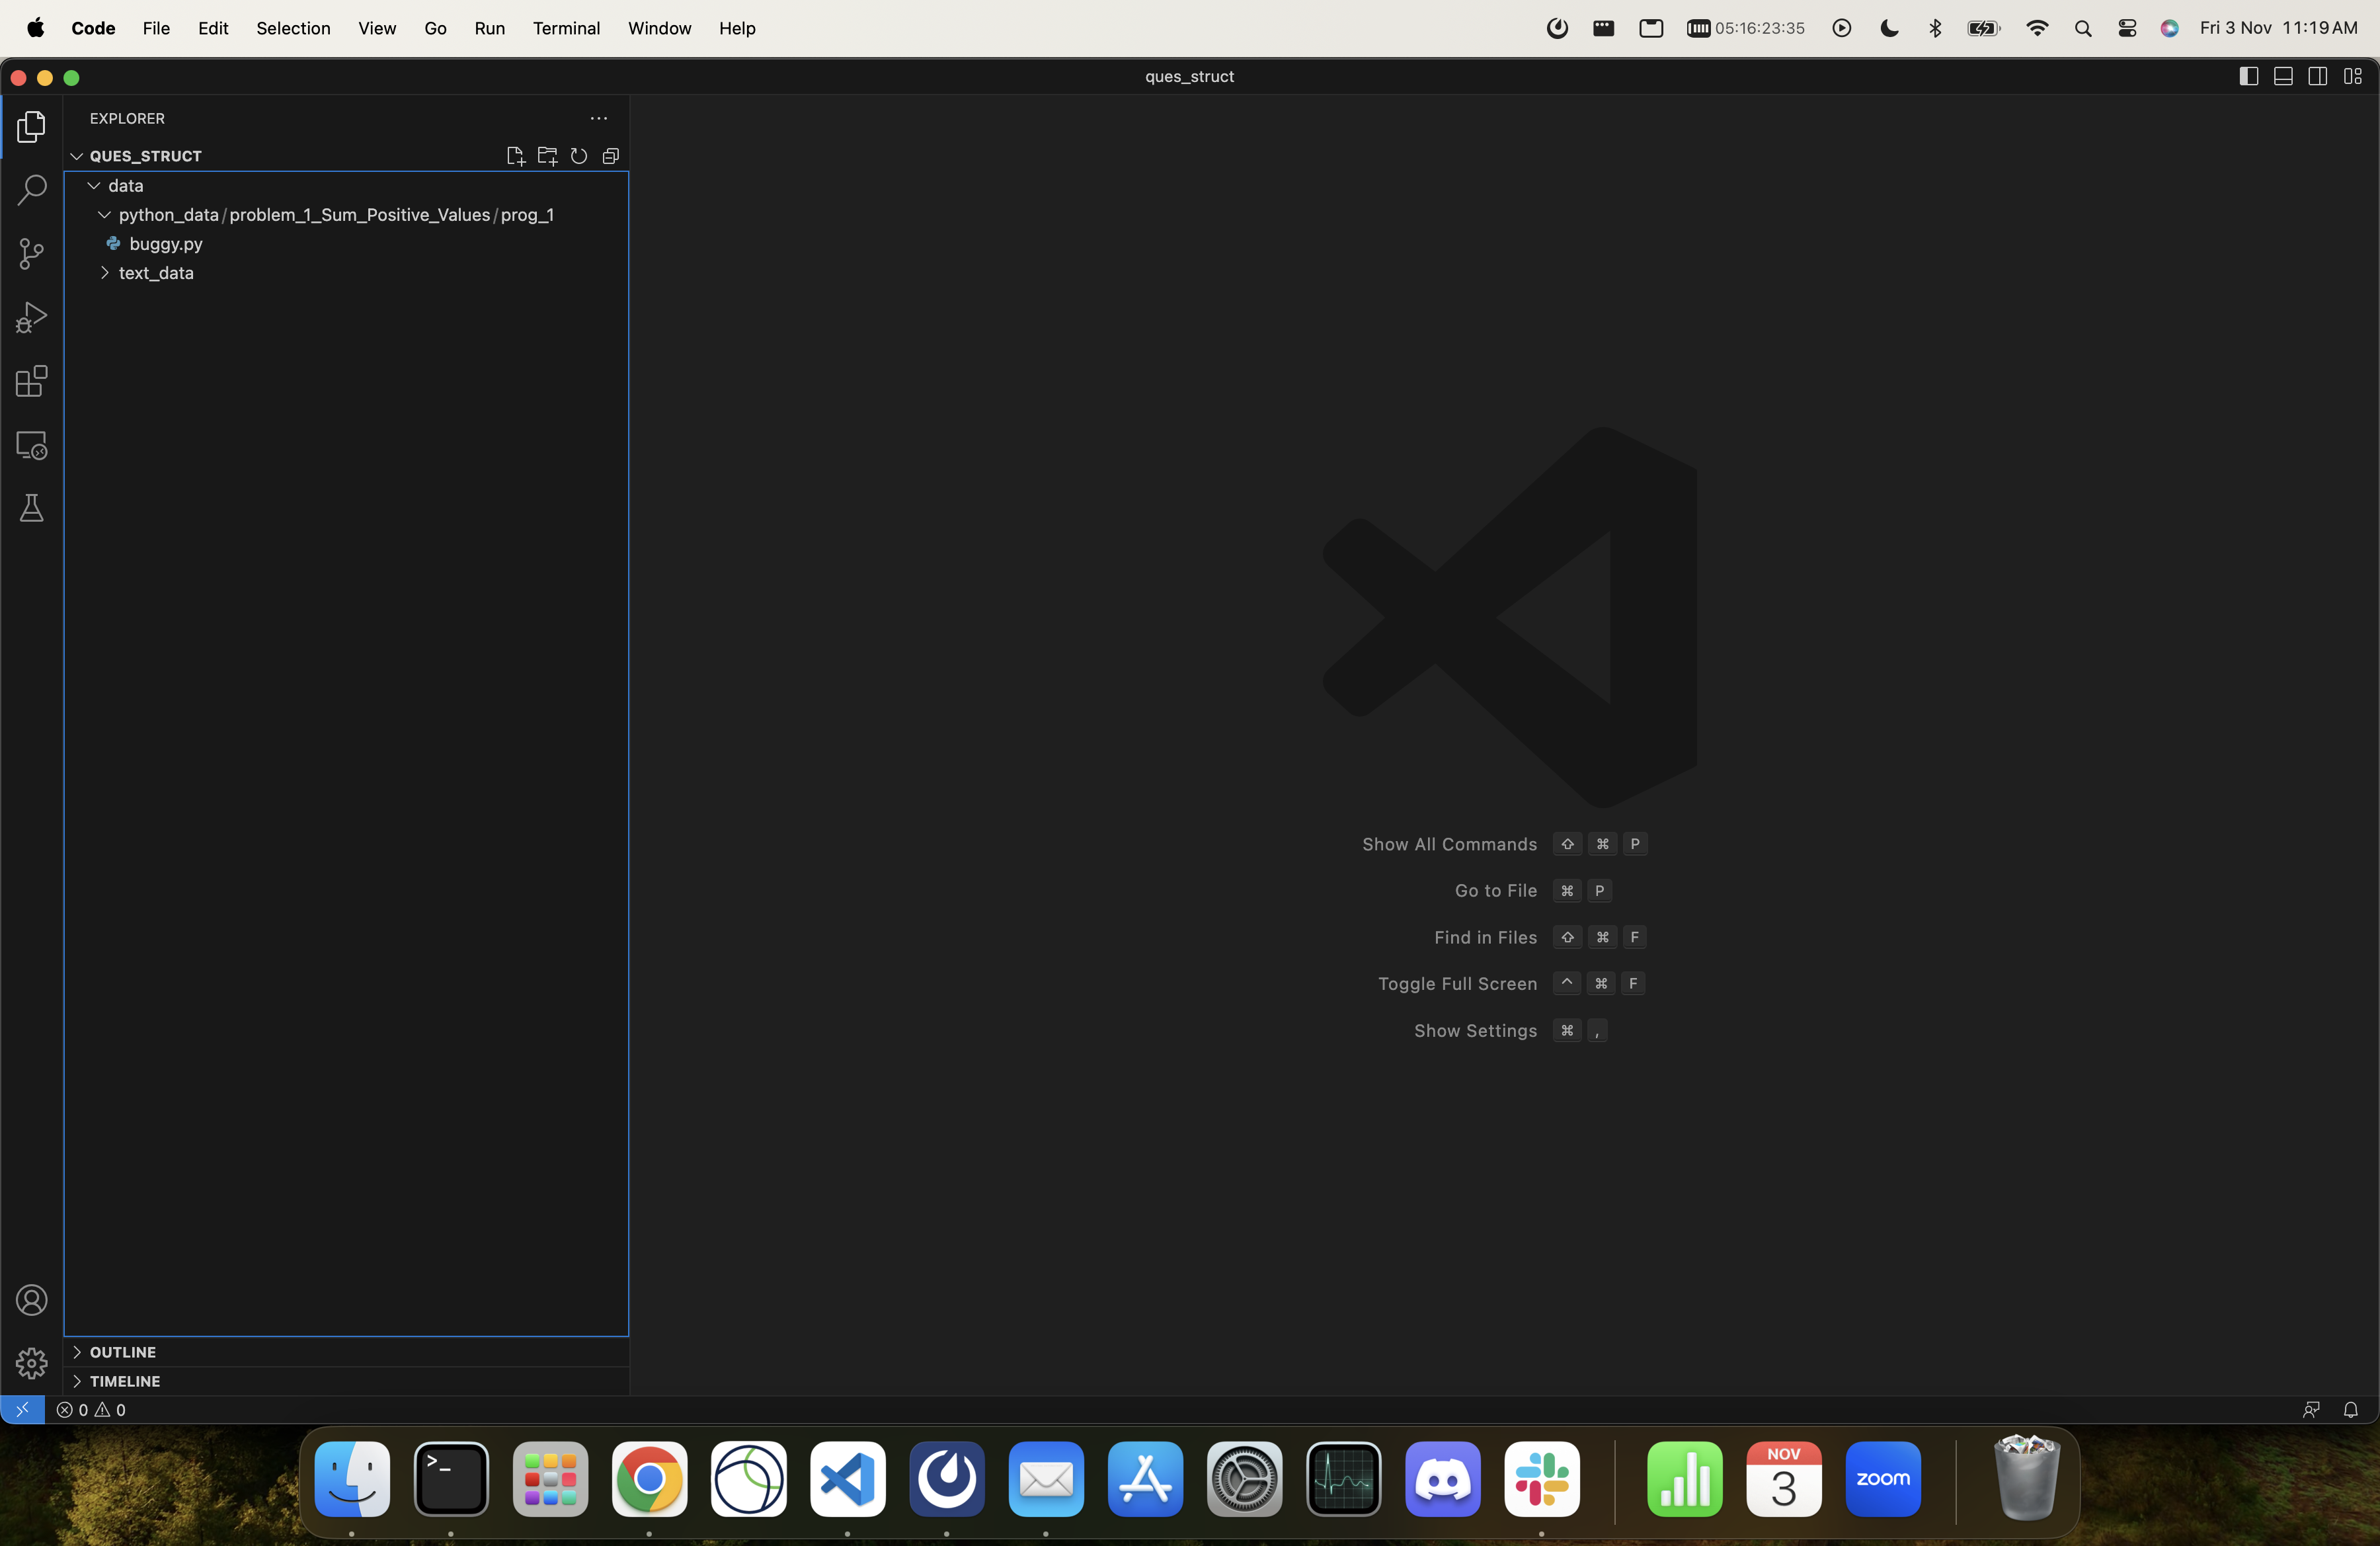 Code File Edit Selection View Go Run Terminal Window Help 05:16:23:35 Fri 3 Nov 11:19 AM
ques_struct
EXPLORER
QUES_STRUCT
data
python_data/problem_1_Sum_Positive_Values/prog_1
buggy.py
text_data
Show All Commands ⇧ ⌘ P
Go to File ⌘ P
Find in Files ⇧ ⌘ F
Toggle Full Screen ^ ⌘ F
Show Settings ⌘ ,
OUTLINE
TIMELINE
0 0
>_
NOV
3
zoom